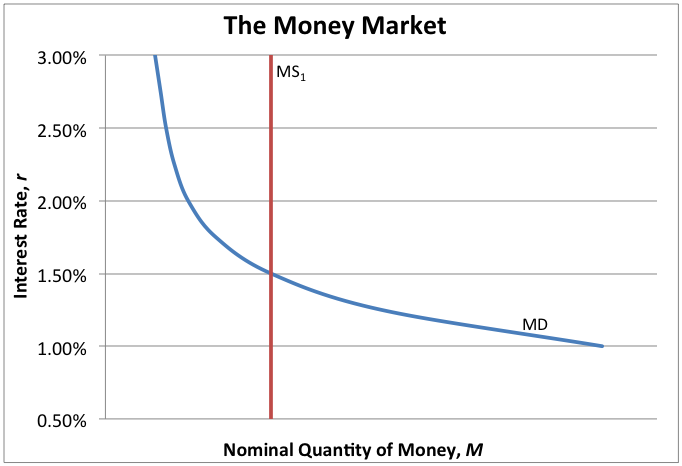 The Money Market
3.00%
MS₁
2.50%
2.00%
Interest Rate, r
1.50%
MD
1.00%
0.50%
Nominal Quantity of Money, M